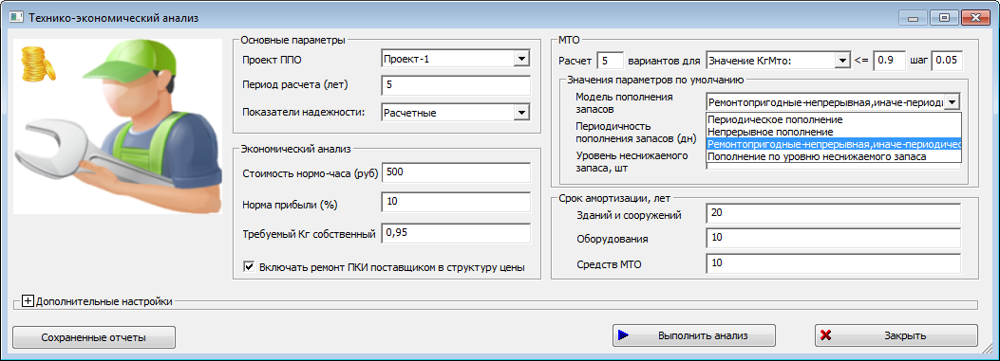 Технико-экономический анализ
Основные параметры
Проект ППО
Проект-1
Период расчета (лет)
5
Показатели надежности:
Расчетные
Экономический анализ
Стоимость нормо-часа (руб)
500
Норма прибыли (%)
10
Требуемый Кг собственный
0,95
Включать ремонт ПКИ поставщиком в структуру цены
МТО
Расчет 5 вариантов для Значение КгМто: <= 0.9 шаг 0.05
Значения параметров по умолчанию
Модель пополнения
запасов
Ремонтопригодные-непрерывная,иначе-периоди
Периодичность
пополнения запасов (дн)
Уровень неснижаемого
запаса, шт
Периодическое пополнение
Непрерывное пополнение
Ремонтопригодные-непрерывная,иначе-периодичес
Пополнение по уровню неснижаемого запаса
Срок амортизации, лет
Зданий и сооружений
20
Оборудования
10
Средств МТО
10
Дополнительные настройки
Сохраненные отчеты
Выполнить анализ
Закрыть